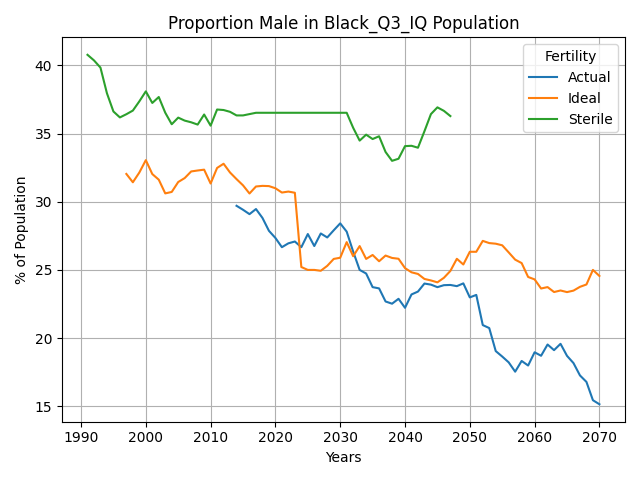 Proportion Male in Black_Q3_IQ Population
% of Population
40
35
30
25
20
15
Fertility
Actual
Ideal
Sterile
1990 2000 2010 2020 2030 2040 2050 2060 2070
Years